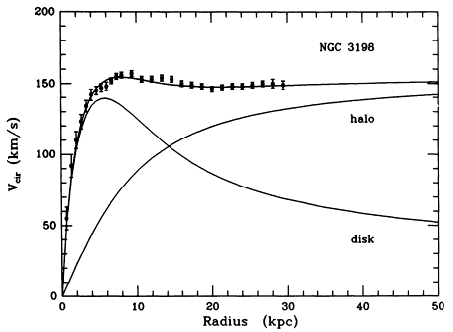 200
NGC 3198
150
halo
100
V_cir (km/s)
50
disk
0
0 10 20 30 40 50
Radius (kpc)